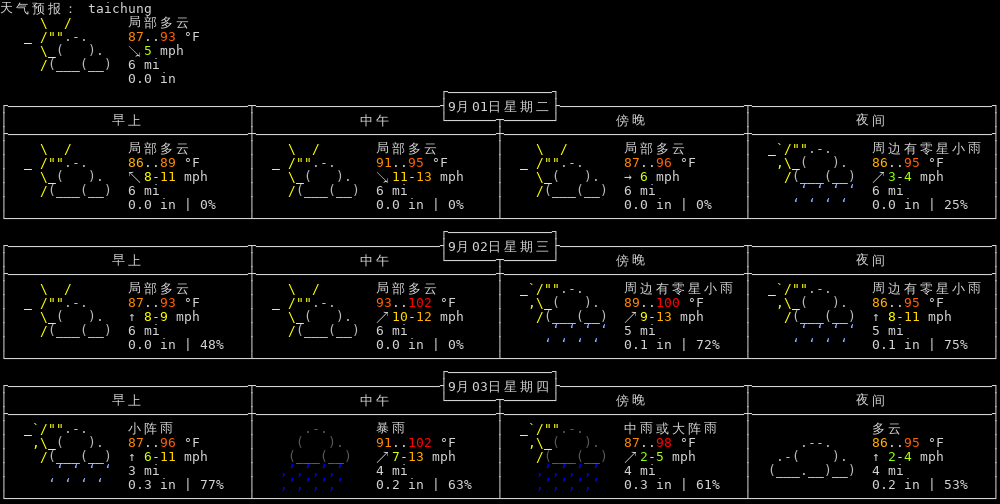 天气预报： taichung
局部多云
87..93 °F
↘ 5 mph
6 mi
0.0 in
9月01日星期二
早上 中午 傍晚 夜间
局部多云 局部多云 局部多云 周边有零星小雨
86..89 °F 91..95 °F 87..96 °F 86..95 °F
↖ 8-11 mph ↘ 11-13 mph → 6 mph ↗ 3-4 mph
6 mi 6 mi 6 mi 6 mi
0.0 in | 0% 0.0 in | 0% 0.0 in | 0% 0.0 in | 25%
9月02日星期三
早上 中午 傍晚 夜间
局部多云 局部多云 周边有零星小雨 周边有零星小雨
87..93 °F 93..102 °F 89..100 °F 86..95 °F
↑ 8-9 mph ↗ 10-12 mph ↗ 9-13 mph ↑ 8-11 mph
6 mi 6 mi 5 mi 5 mi
0.0 in | 48% 0.0 in | 0% 0.1 in | 72% 0.1 in | 75%
9月03日星期四
早上 中午 傍晚 夜间
小阵雨 暴雨 中雨或大阵雨 多云
87..96 °F 91..102 °F 87..98 °F 86..95 °F
↑ 6-11 mph ↗ 7-13 mph ↗ 2-5 mph ↑ 2-4 mph
3 mi 4 mi 4 mi 4 mi
0.3 in | 77% 0.2 in | 63% 0.3 in | 61% 0.2 in | 53%